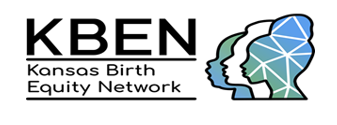 KBEN
Kansas Birth
Equity Network